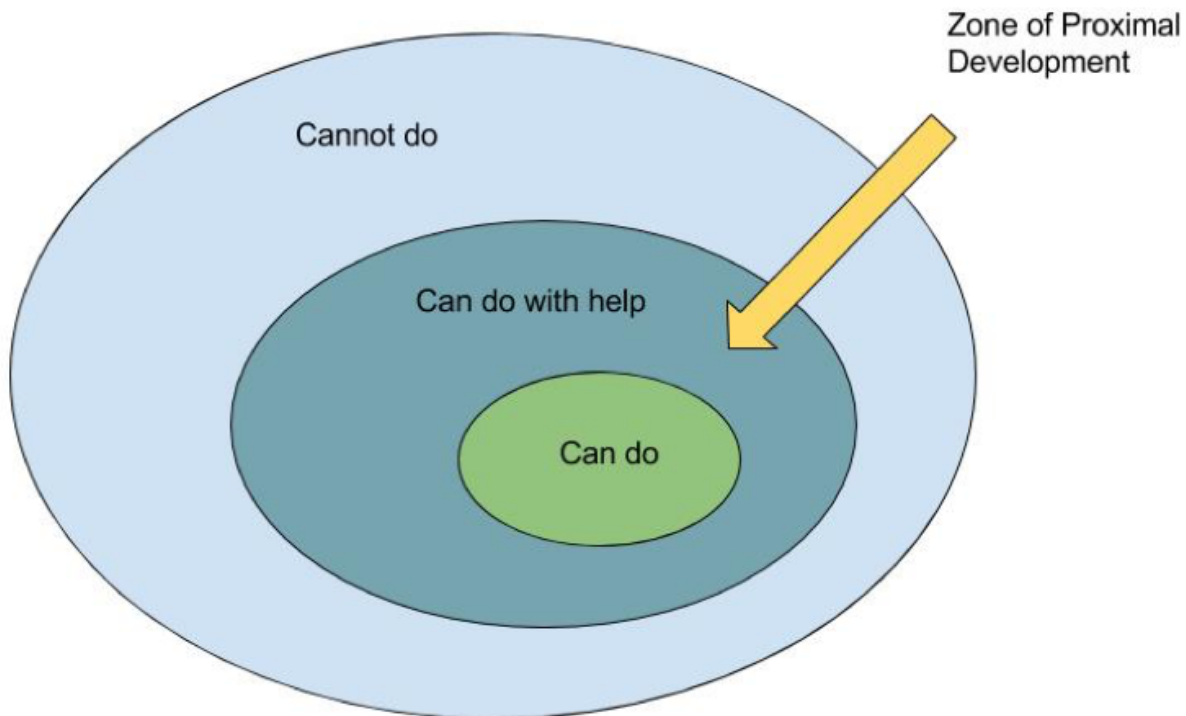 Zone of Proximal
Development
Cannot do
Can do with help
Can do